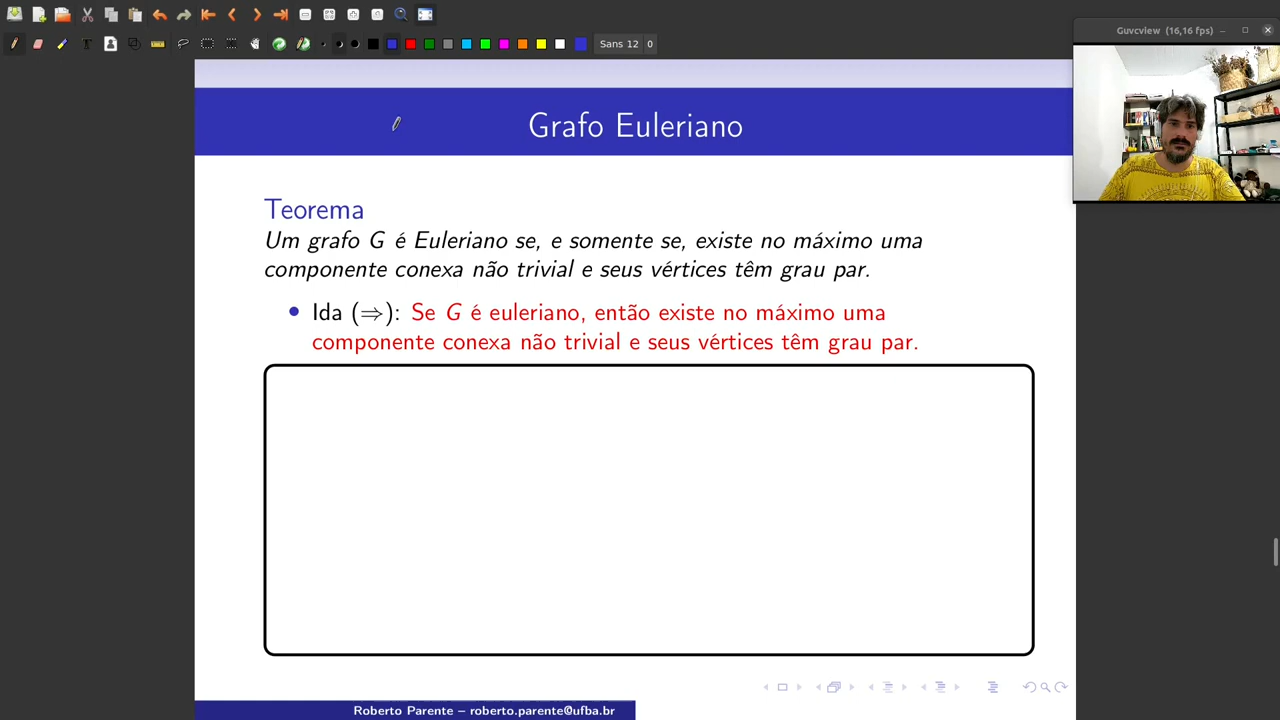 Guvcview (16,16 fps)
Sans 12 0
Grafo Euleriano
Teorema
Um grafo G é Euleriano se, e somente se, existe no máximo uma
componente conexa não trivial e seus vértices têm grau par.
• Ida (⇒): Se G é euleriano, então existe no máximo uma
componente conexa não trivial e seus vértices têm grau par.
Roberto Parente – roberto.parente@ufba.br